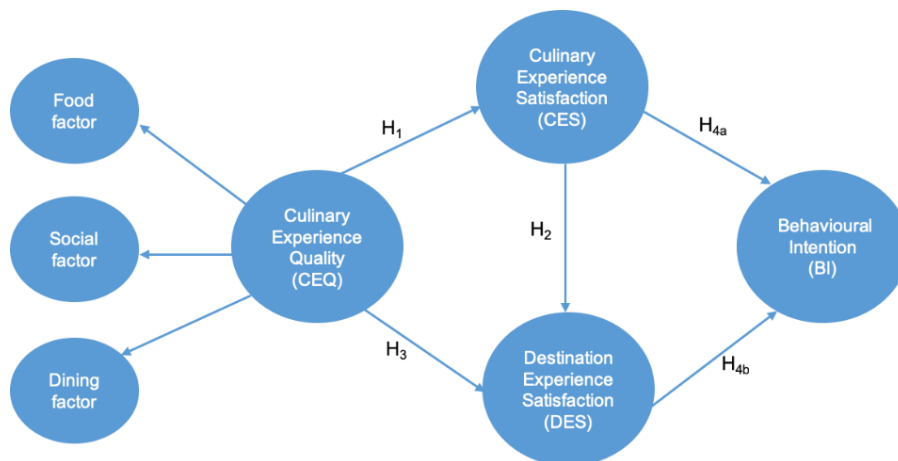 Food
factor
Social
factor
Dining
factor
Culinary
Experience
Quality
(CEQ)
H₁
H₃
Culinary
Experience
Satisfaction
(CES)
H₂
Destination
Experience
Satisfaction
(DES)
H₄ₐ
H4b
Behavioural
Intention
(BI)